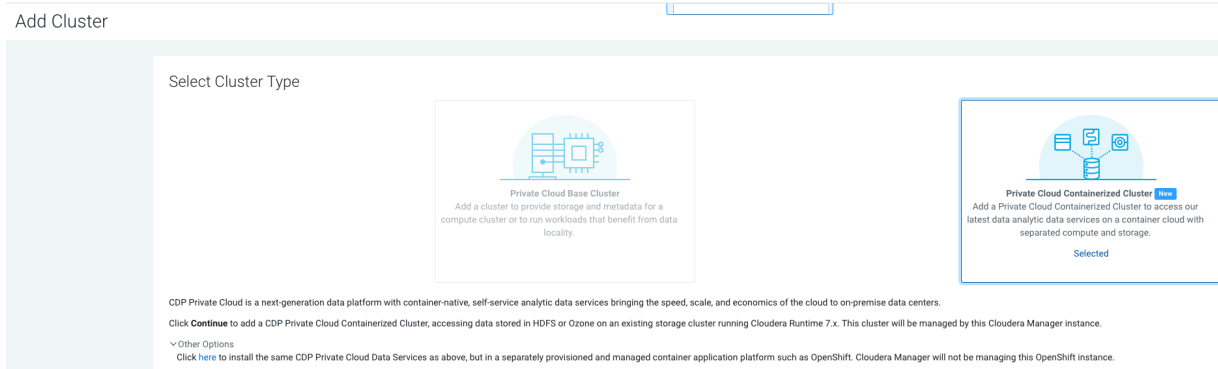 Add Cluster
Select Cluster Type
Private Cloud Base Cluster
Add a cluster to provide storage and metadata for a
compute cluster or to run workloads that benefit from data
locality.
Private Cloud Containerized Cluster New
Add a Private Cloud Containerized Cluster to access our
latest data analytic data services on a container cloud with
separated compute and storage.
Selected
CDP Private Cloud is a next-generation data platform with container-native, self-service analytic data services bringing the speed, scale, and economics of the cloud to on-premise data centers.
Click Continue to add a CDP Private Cloud Containerized Cluster, accessing data stored in HDFS or Ozone on an existing storage cluster running Cloudera Runtime 7.x. This cluster will be managed by this Cloudera Manager instance.
Other Options
Click here to install the same CDP Private Cloud Data Services as above, but in a separately provisioned and managed container application platform such as OpenShift. Cloudera Manager will not be managing this OpenShift instance.